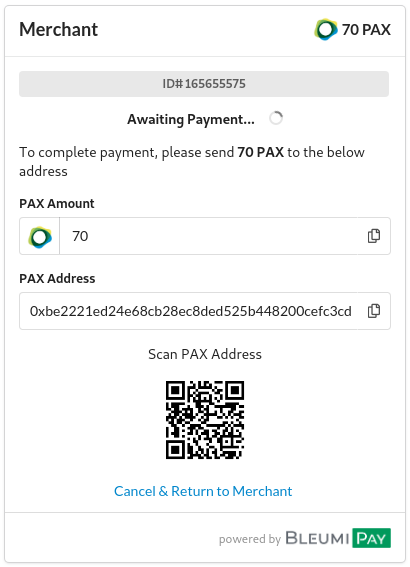 Merchant
70 PAX
ID#165655575
Awaiting Payment...
To complete payment, please send 70 PAX to the below
address
PAX Amount
70
PAX Address
0xbe2221ed24e68cb28ec8ded525b448200cefc3cd
Scan PAX Address
Cancel & Return to Merchant
powered by BLEUMI PAY